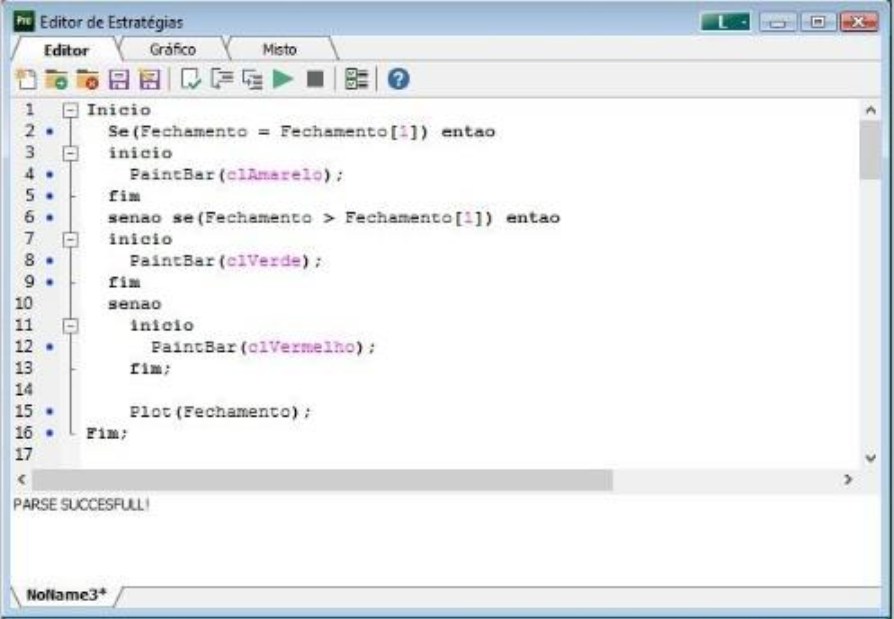 Pro Editor de Estratégias L
Editor Gráfico Misto
1 Inicio
2 Se(Fechamento = Fechamento[1]) entao
3 inicio
4 PaintBar(clAmarelo);
5 fim
6 senao se(Fechamento > Fechamento[1]) entao
7 inicio
8 PaintBar(clVerde);
9 fim
10 senao
11 inicio
12 PaintBar(clVermelho);
13 fim;
14
15 Plot(Fechamento);
16 Fim;
17
PARSE SUCCESFULL!
NoName3*